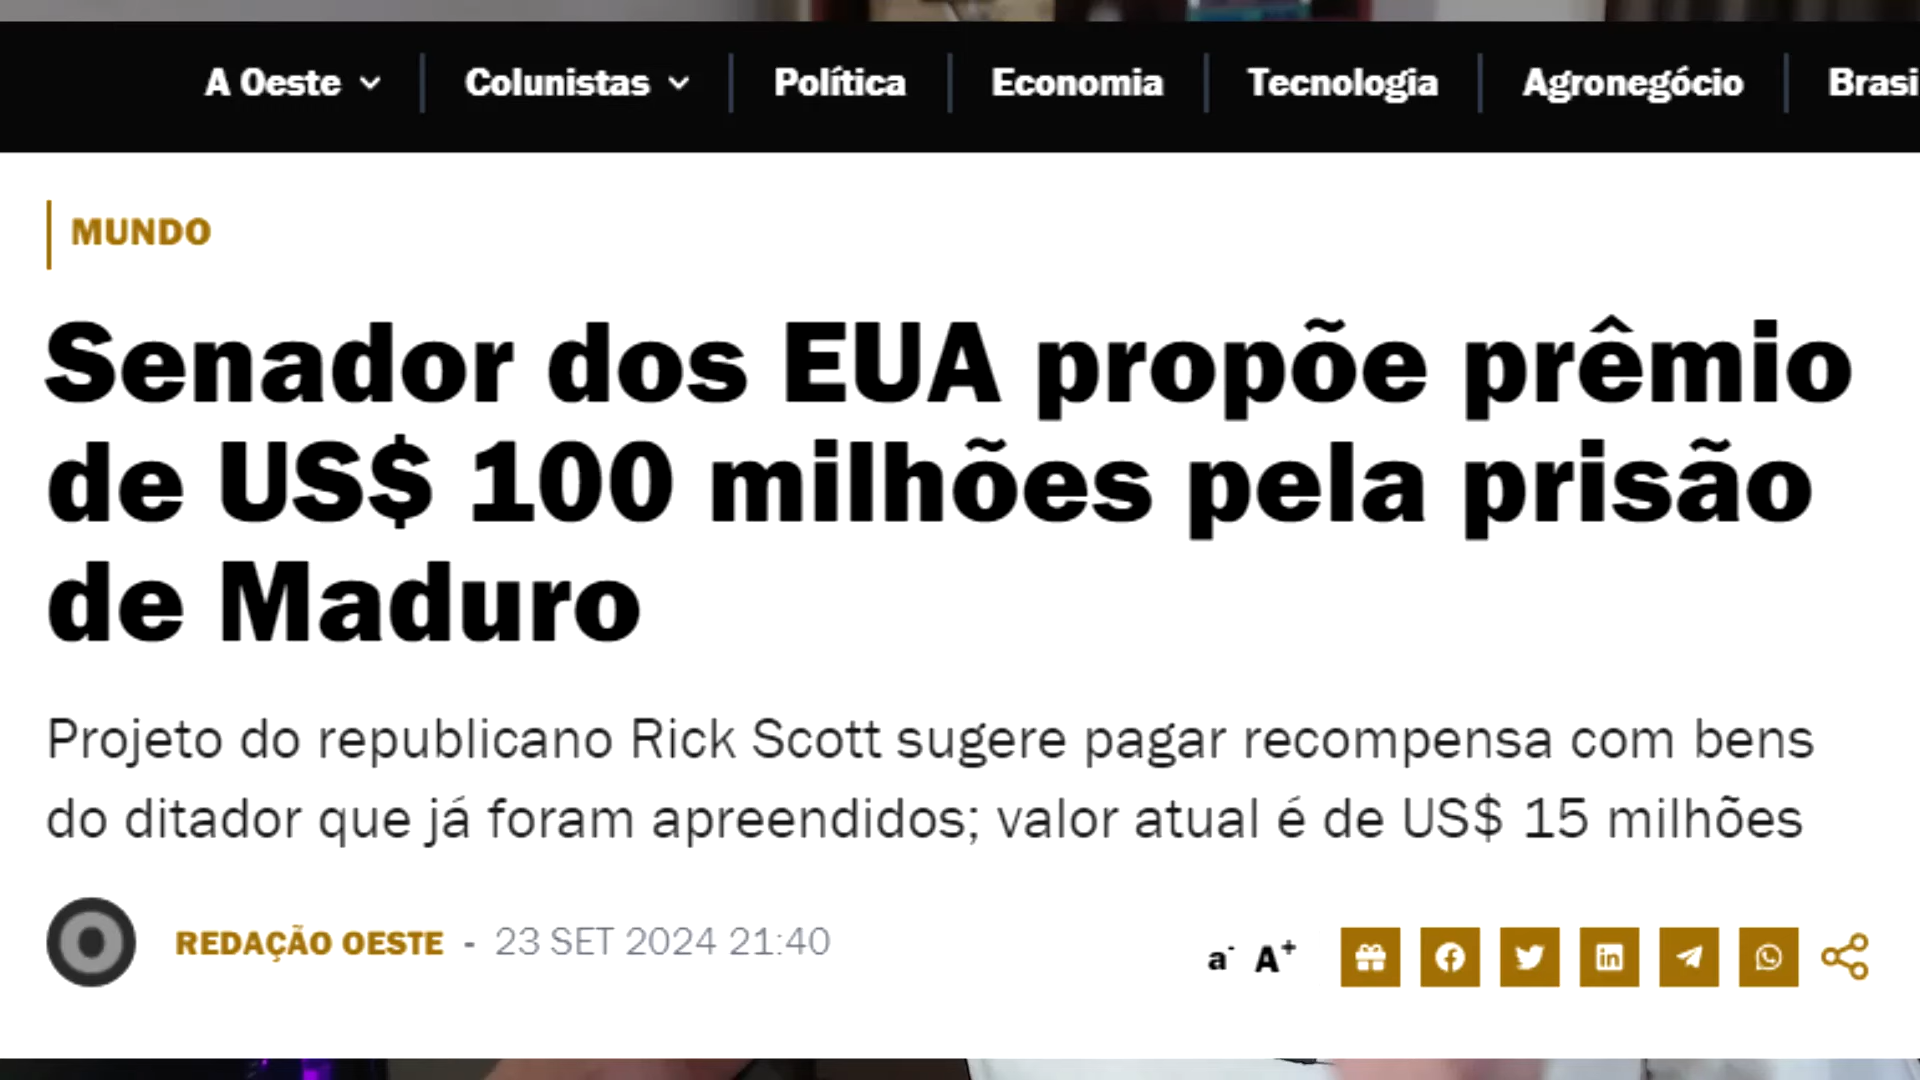 A Oeste Colunistas Política Economia Tecnologia Agronegócio Brasi
MUNDO
Senador dos EUA propõe prêmio
de US$ 100 milhões pela prisão
de Maduro
Projeto do republicano Rick Scott sugere pagar recompensa com bens
do ditador que já foram apreendidos; valor atual é de US$ 15 milhões
REDAÇÃO OESTE - 23 SET 2024 21:40
a- A+